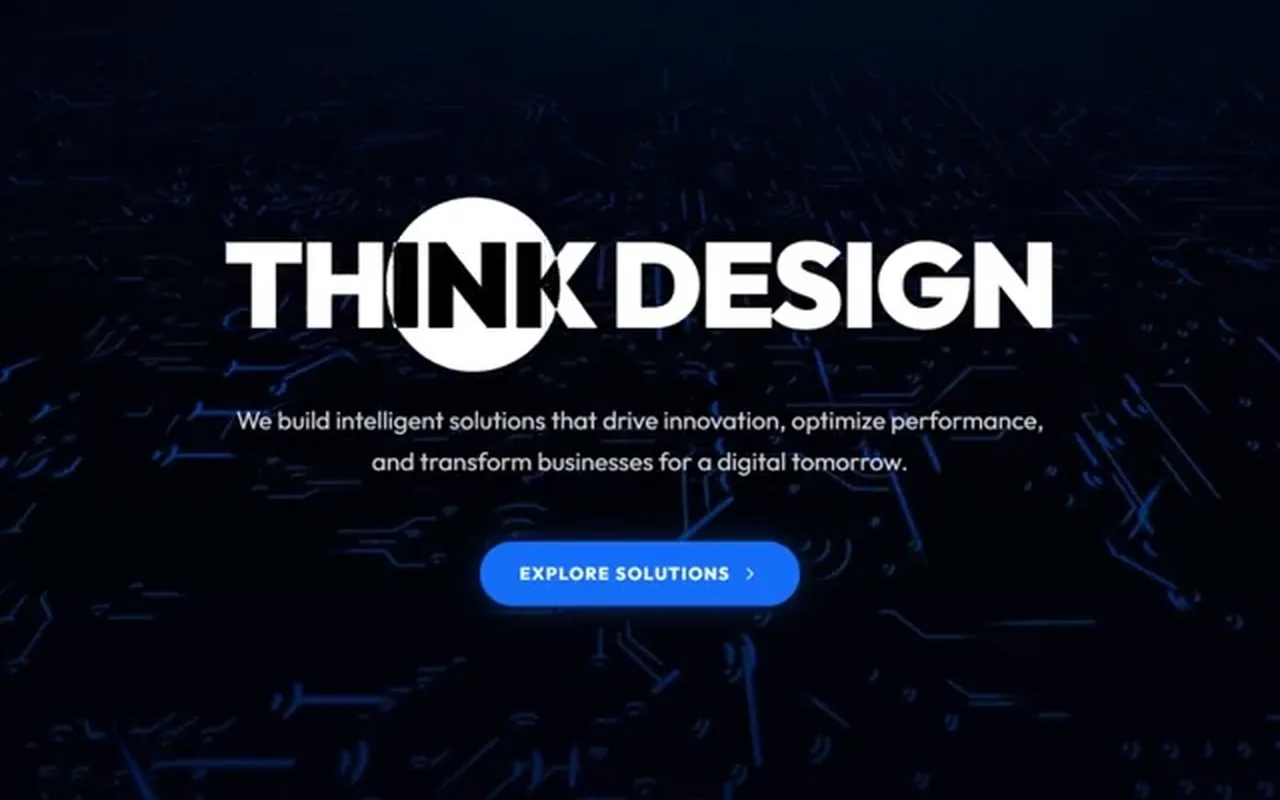 THINK DESIGN
We build intelligent solutions that drive innovation, optimize performance,
and transform businesses for a digital tomorrow.
EXPLORE SOLUTIONS